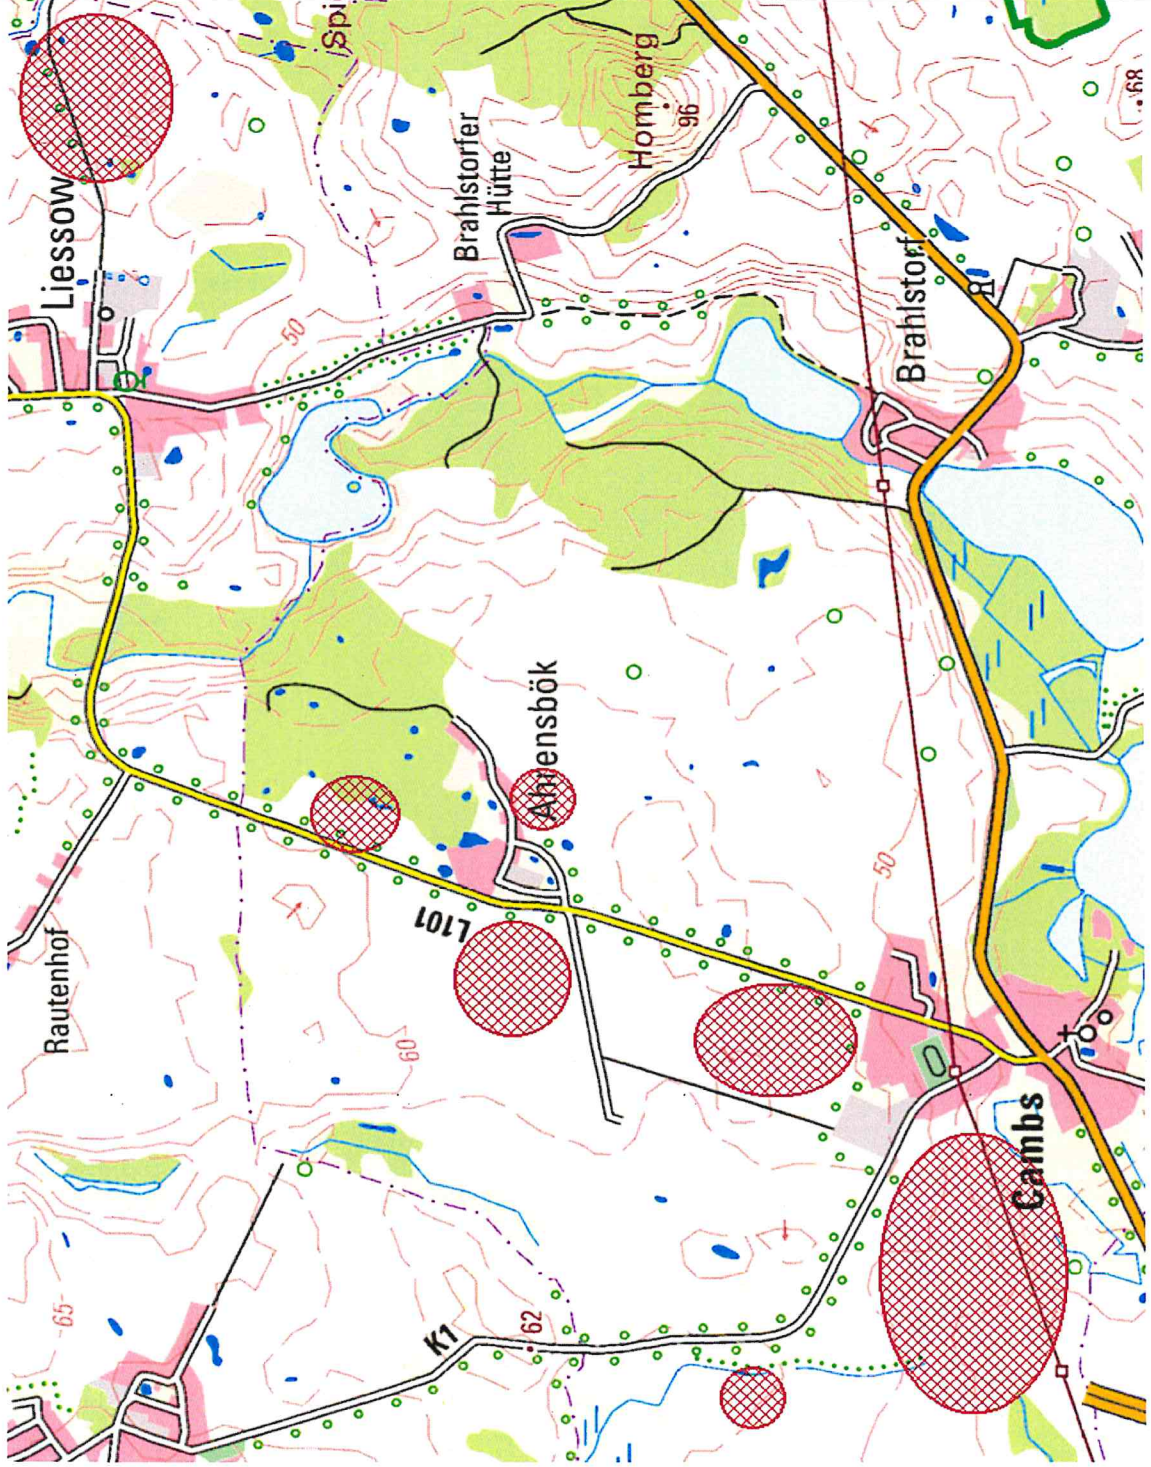 Spi
Homberg
96
68
Brahlstorfer
Hütte
Liessow
50
Brahlstorf
Ahrensbök
50
L101
Rautenhof
60
Cambs
65
K1
62